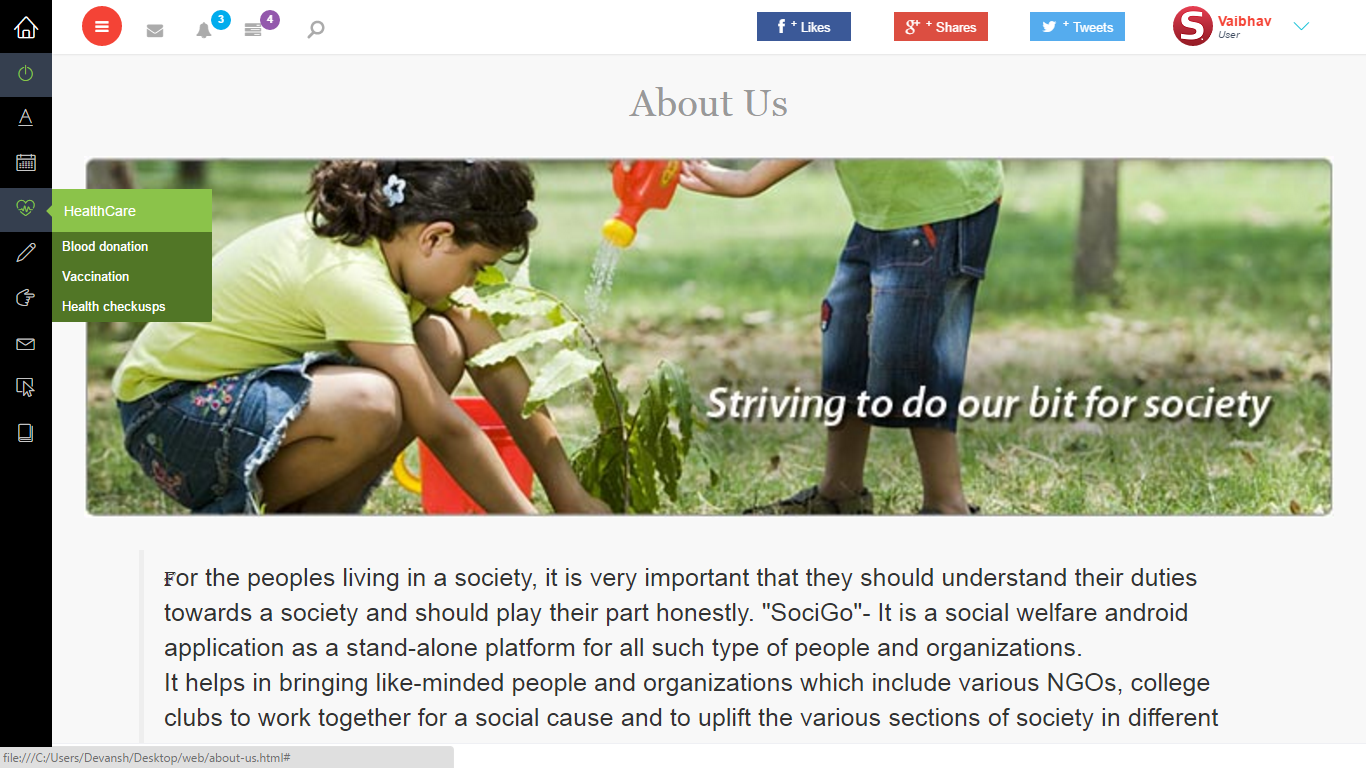 3
4
+ Likes
+ Shares
+ Tweets
S
Vaibhav
User
About Us
HealthCare
Blood donation
Vaccination
Health checkusps
Striving to do our bit for society
For the peoples living in a society, it is very important that they should understand their duties
towards a society and should play their part honestly. "SociGo"- It is a social welfare android
application as a stand-alone platform for all such type of people and organizations.
It helps in bringing like-minded people and organizations which include various NGOs, college
clubs to work together for a social cause and to uplift the various sections of society in different
file:///C:/Users/Devansh/Desktop/web/about-us.html#